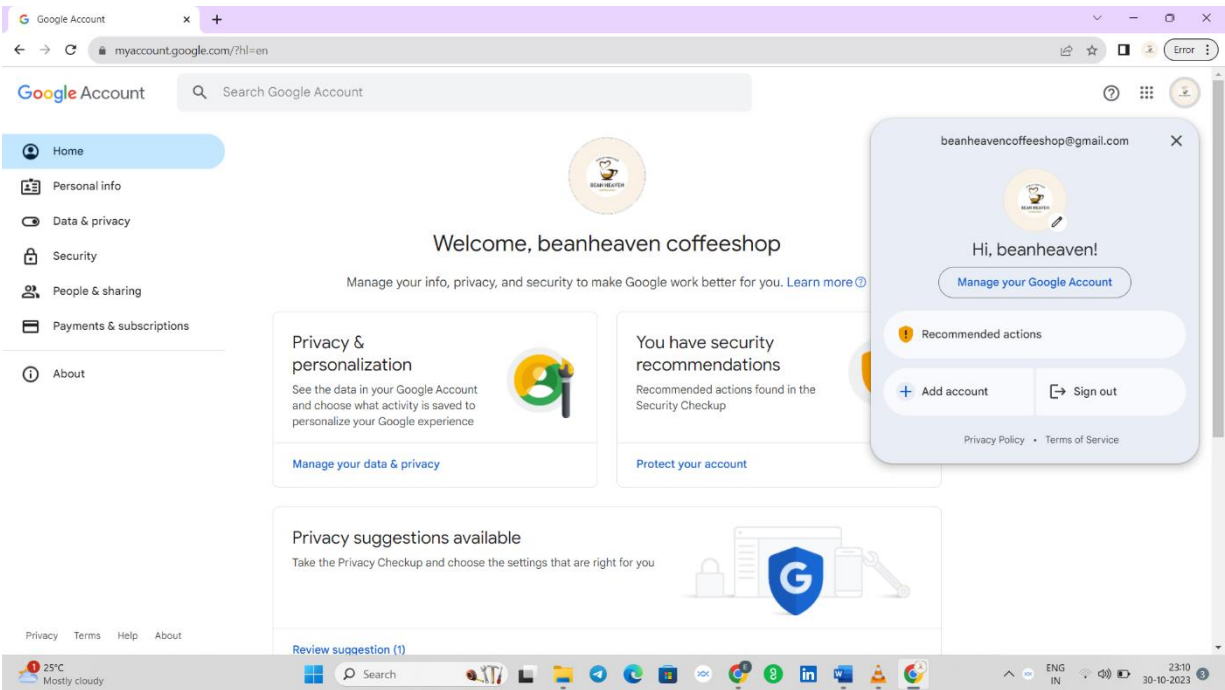 Google Account
myaccount.google.com/?hl=en
Error
Google Account
Search Google Account
Home
Personal info
Data & privacy
Security
People & sharing
Payments & subscriptions
About
BEAN HEAVEN
Welcome, beanheaven coffeeshop
Manage your info, privacy, and security to make Google work better for you. Learn more
Privacy &
personalization
See the data in your Google Account
and choose what activity is saved to
personalize your Google experience
Manage your data & privacy
You have security
recommendations
Recommended actions found in the
Security Checkup
Protect your account
Privacy suggestions available
Take the Privacy Checkup and choose the settings that are right for you
G
Review suggestion (1)
beanheavencoffeeshop@gmail.com
BEAN HEAVEN
Hi, beanheaven!
Manage your Google Account
Recommended actions
Add account
Sign out
Privacy Policy • Terms of Service
Privacy Terms Help About
1
25°C
Mostly cloudy
Search
in
W
ENG
IN
23:10
30-10-2023
3